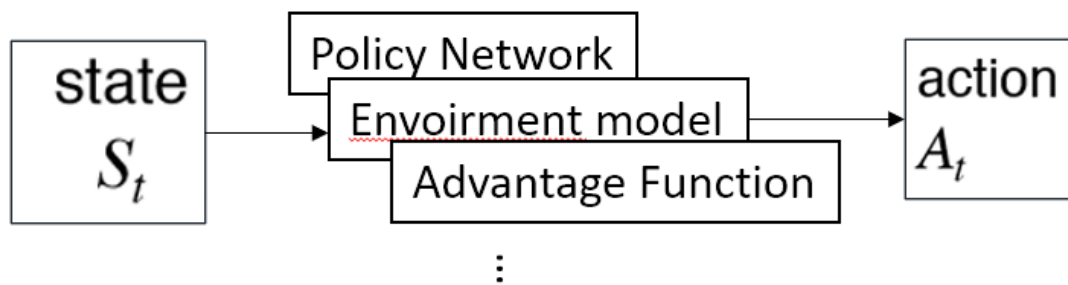 state
S_t
Policy Network
Envoirment model
Advantage Function
⋮
action
A_t